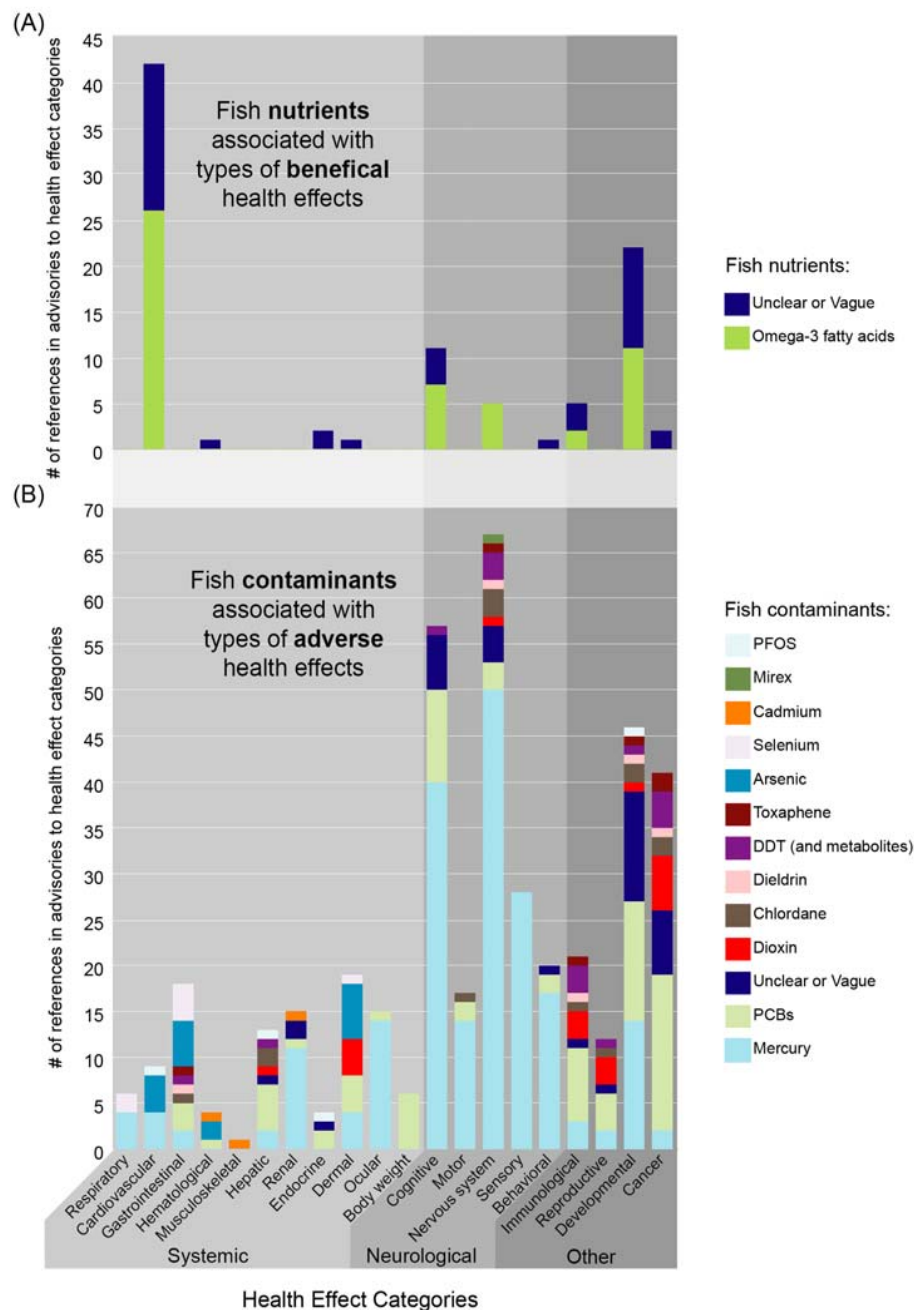 (A)
# of references in advisories to health effect categories
45
40
35
30
25
20
15
10
5
0
Fish nutrients
associated with
types of benefical
health effects
Fish nutrients:
Unclear or Vague
Omega-3 fatty acids
(B)
# of references in advisories to health effect categories
70
65
60
55
50
45
40
35
30
25
20
15
10
5
0
Fish contaminants
associated with
types of adverse
health effects
Fish contaminants:
PFOS
Mirex
Cadmium
Selenium
Arsenic
Toxaphene
DDT (and metabolites)
Dieldrin
Chlordane
Dioxin
Unclear or Vague
PCBs
Mercury
Respiratory
Cardiovascular
Gastrointestinal
Hematological
Musculoskeletal
Hepatic
Renal
Endocrine
Dermal
Ocular
Body weight
Cognitive
Motor
Nervous system
Sensory
Behavioral
Immunological
Reproductive
Developmental
Cancer
Systemic
Neurological
Other
Health Effect Categories